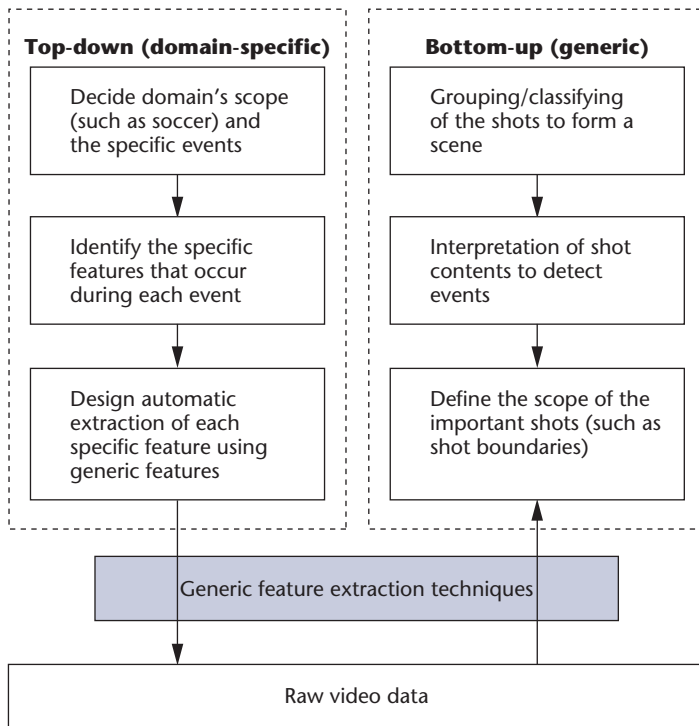 Top-down (domain-specific)
Decide domain's scope
(such as soccer) and
the specific events
Identify the specific
features that occur
during each event
Design automatic
extraction of each
specific feature using
generic features
Bottom-up (generic)
Grouping/classifying
of the shots to form a
scene
Interpretation of shot
contents to detect
events
Define the scope of the
important shots (such as
shot boundaries)
Generic feature extraction techniques
Raw video data